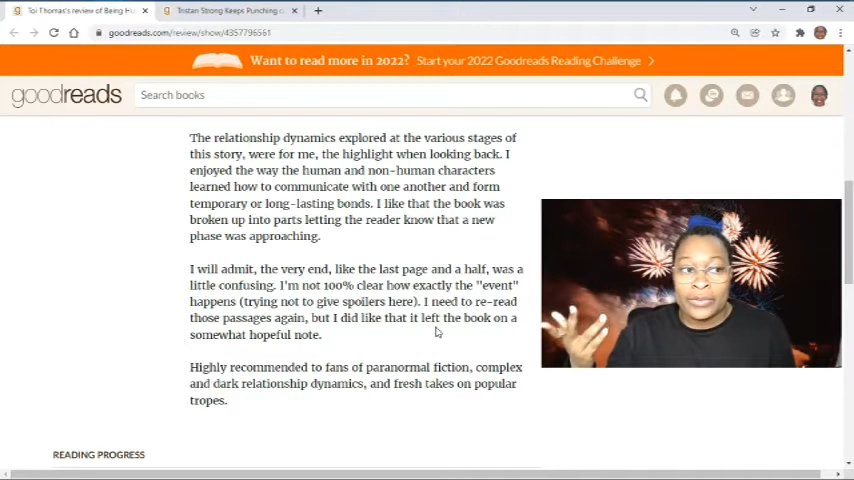 Toi Thomas's review of Being Hu
Tristan Strong Keeps Punching
goodreads.com/review/show/4357796561
Want to read more in 2022? Start your 2022 Goodreads Reading Challenge
goodreads
Search books
The relationship dynamics explored at the various stages of
this story, were for me, the highlight when looking back. I
enjoyed the way the human and non-human characters
learned how to communicate with one another and form
temporary or long-lasting bonds. I like that the book was
broken up into parts letting the reader know that a new
phase was approaching.
I will admit, the very end, like the last page and a half, was a
little confusing. I'm not 100% clear how exactly the "event"
happens (trying not to give spoilers here). I need to re-read
those passages again, but I did like that it left the book on a
somewhat hopeful note.
Highly recommended to fans of paranormal fiction, complex
and dark relationship dynamics, and fresh takes on popular
tropes.
READING PROGRESS